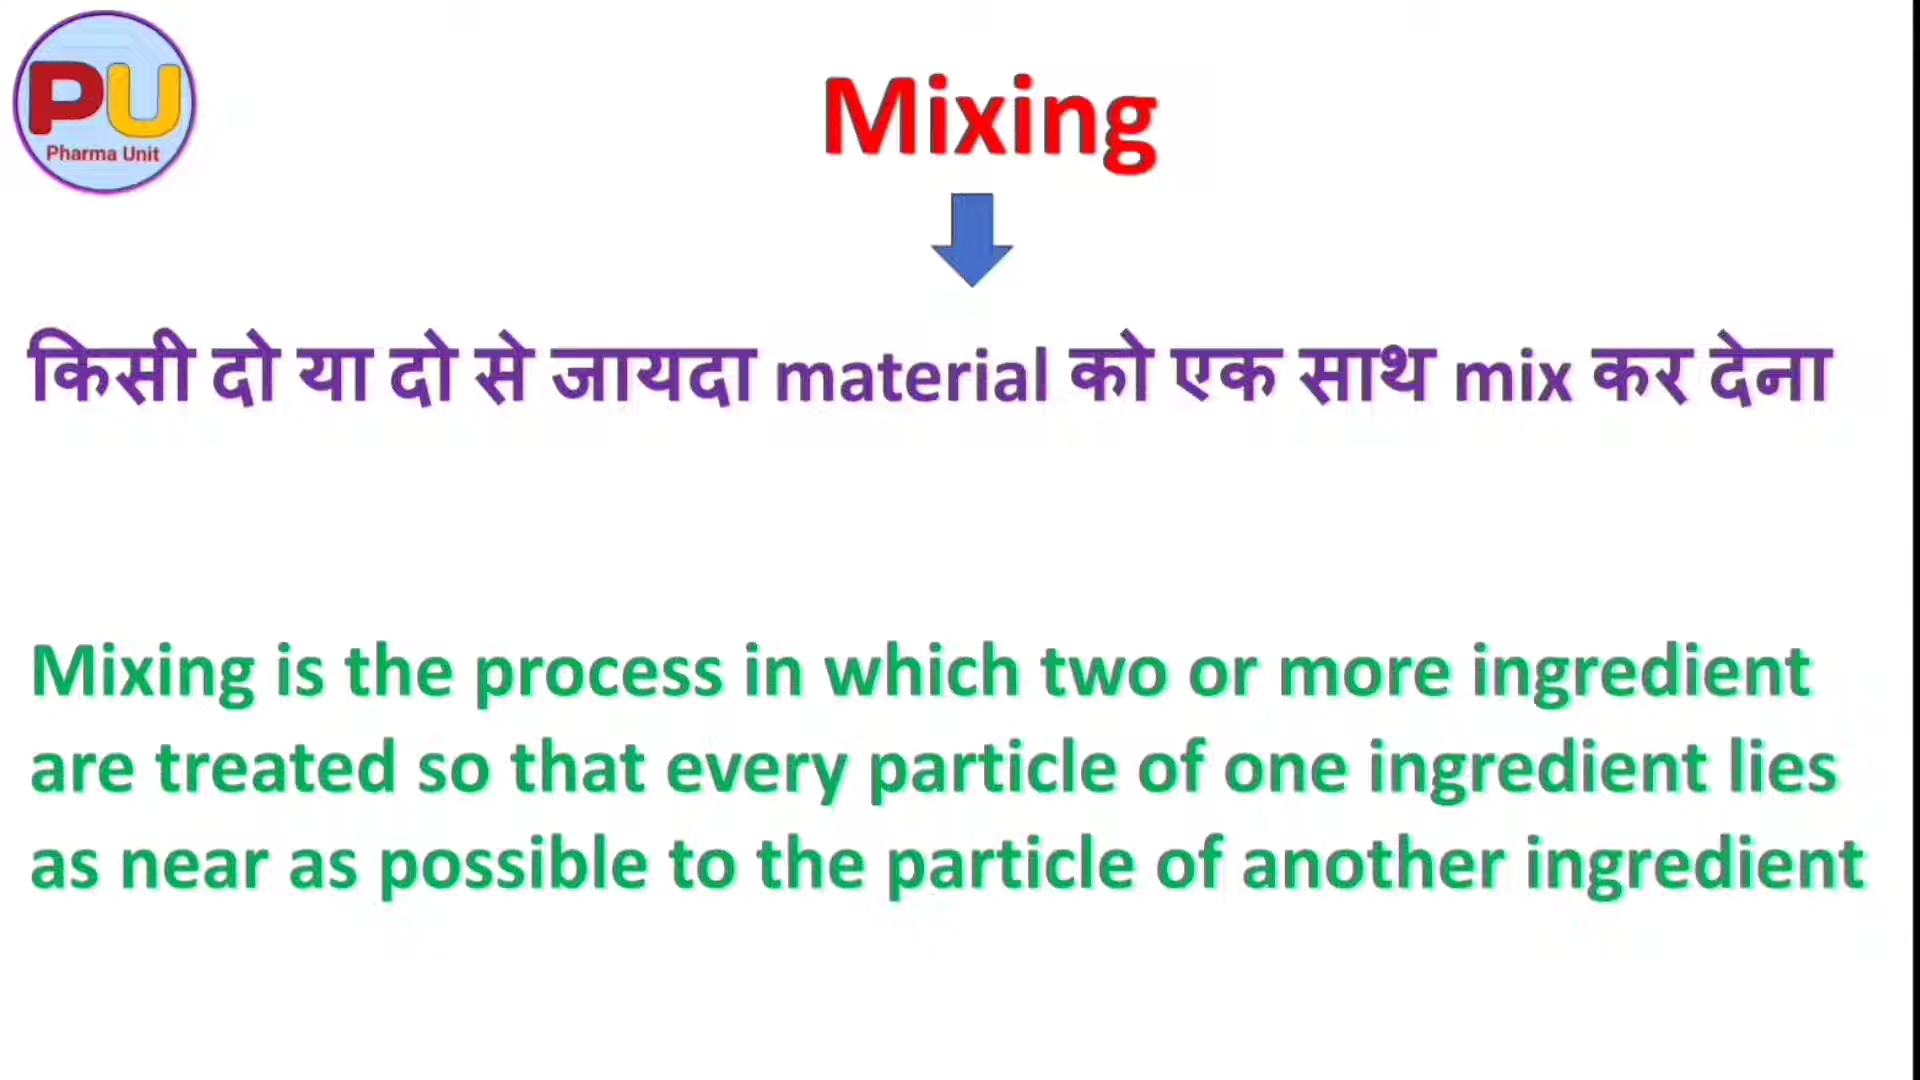 PU
Pharma Unit
Mixing
किसी दो या दो से जायदा material को एक साथ mix कर देना
Mixing is the process in which two or more ingredient
are treated so that every particle of one ingredient lies
as near as possible to the particle of another ingredient